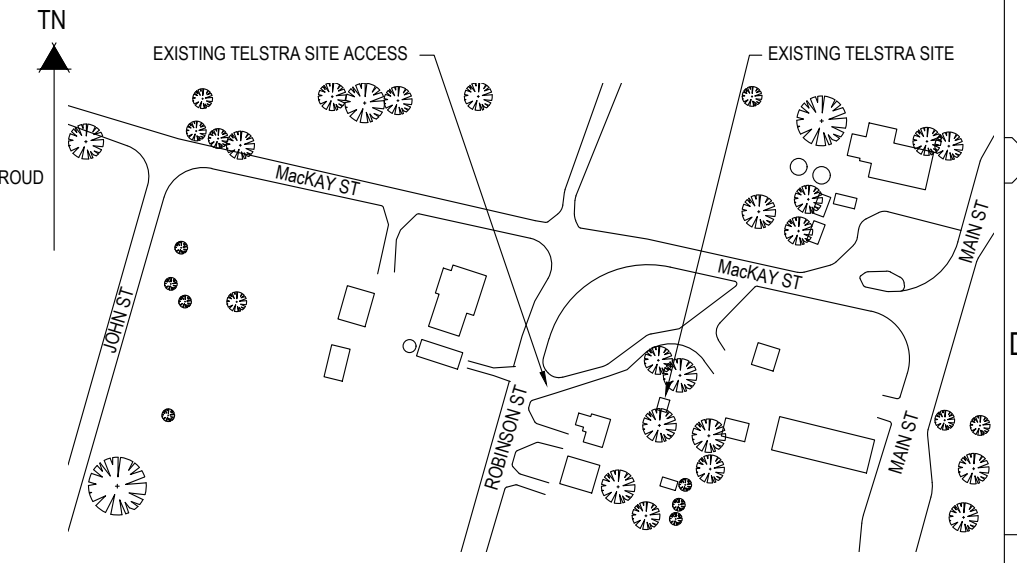 TN
EXISTING TELSTRA SITE ACCESS
EXISTING TELSTRA SITE
ROUD
MacKAY ST
MAIN ST
MacKAY ST
JOHN ST
ROBINSON ST
MAIN ST